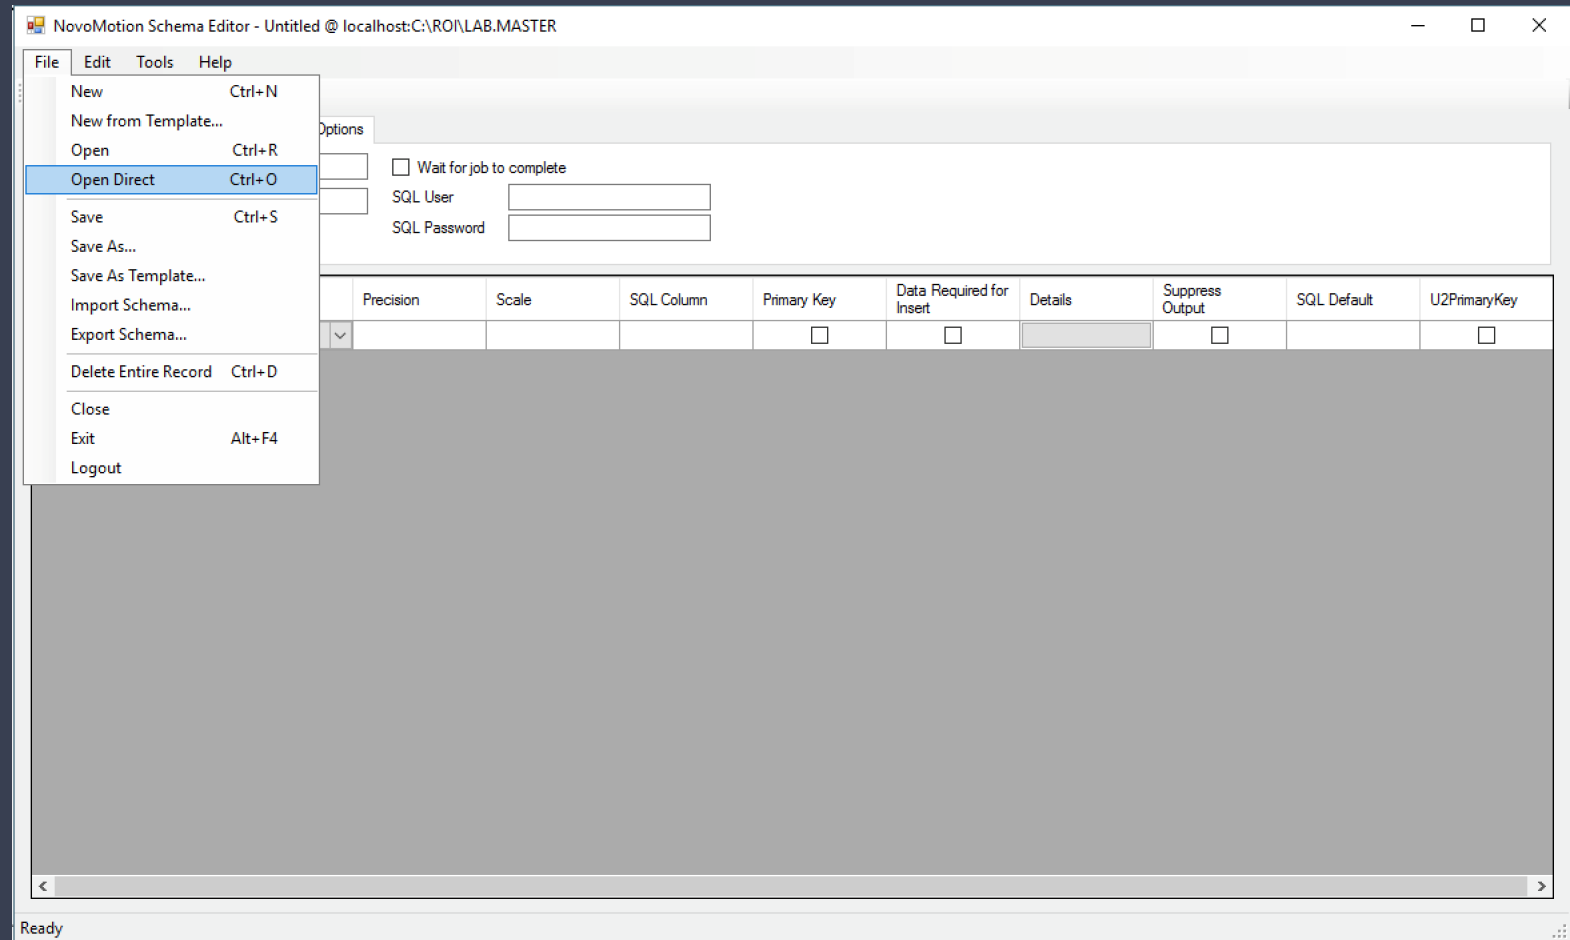 NovoMotion Schema Editor - Untitled @ localhost:C:\ROI\LAB.MASTER
File Edit Tools Help
New Ctrl+N
New from Template...
Open Ctrl+R
Open Direct Ctrl+O
Save Ctrl+S
Save As...
Save As Template...
Import Schema...
Export Schema...
Delete Entire Record Ctrl+D
Close
Exit Alt+F4
Logout
Options
Wait for job to complete
SQL User
SQL Password
Precision Scale SQL Column Primary Key Data Required for Insert Details Suppress Output SQL Default U2PrimaryKey
Ready